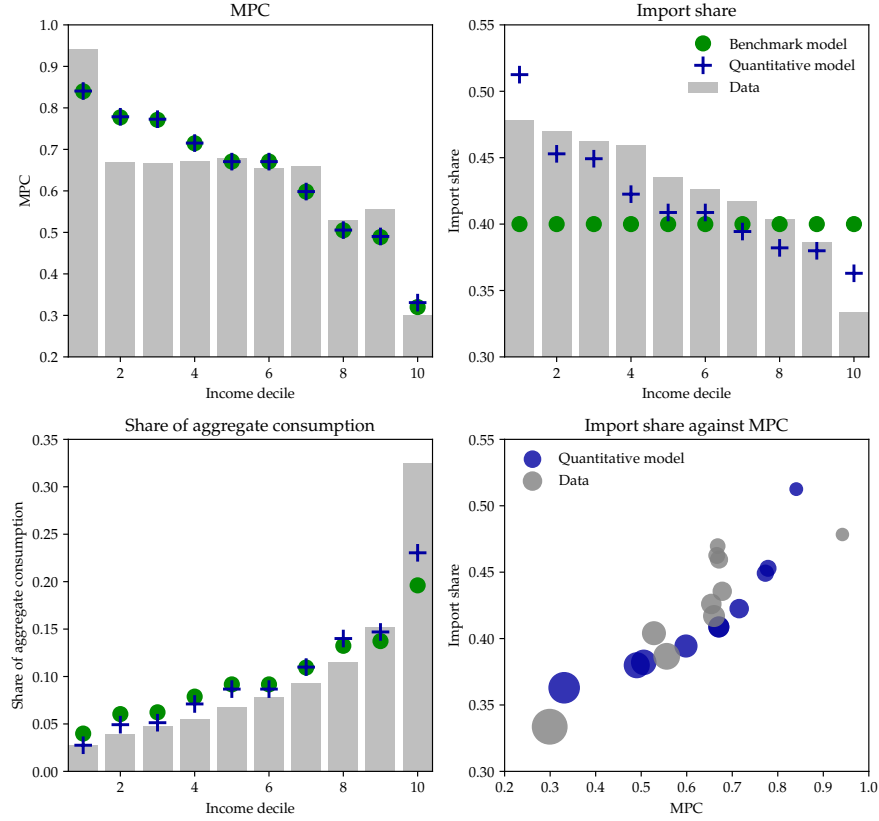 MPC
1.0
0.9
0.8
0.7
0.6
0.5
0.4
0.3
0.2
MPC
2 4 6 8 10
Income decile
Import share
0.55
0.50
0.45
0.40
0.35
0.30
Import share
Benchmark model
Quantitative model
Data
2 4 6 8 10
Income decile
Share of aggregate consumption
0.35
0.30
0.25
0.20
0.15
0.10
0.05
0.00
Share of aggregate consumption
2 4 6 8 10
Income decile
Import share against MPC
0.55
0.50
0.45
0.40
0.35
0.30
Import share
Quantitative model
Data
0.2 0.3 0.4 0.5 0.6 0.7 0.8 0.9 1.0
MPC